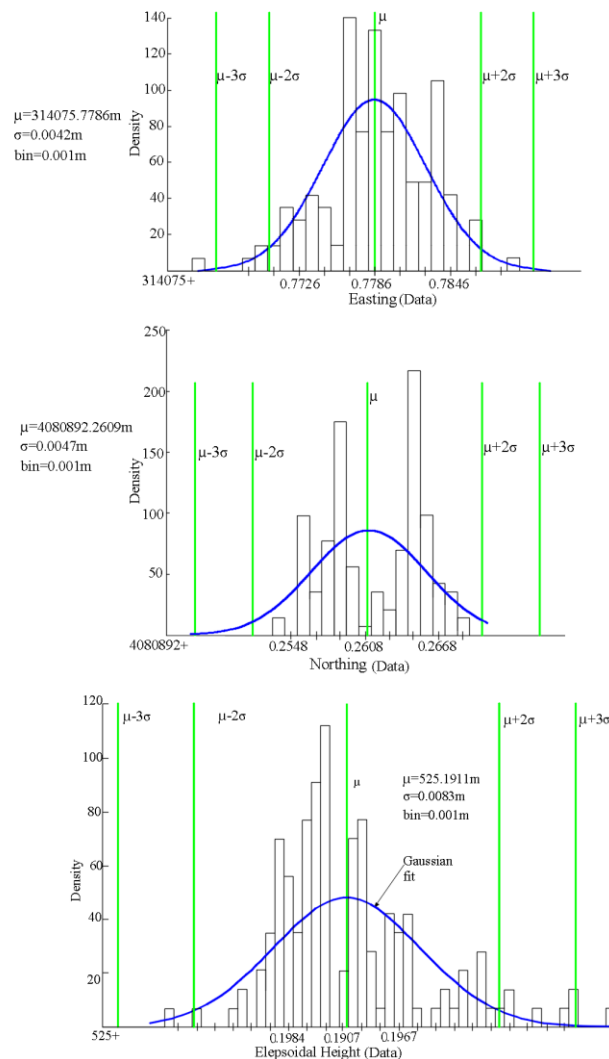 140
120
100
80
60
40
20
Density
μ=314075.7786m
σ=0.0042m
bin=0.001m
μ-3σ
μ-2σ
μ
μ+2σ
μ+3σ
314075+
0.7726
0.7786
0.7846
Easting (Data)
250
200
150
100
50
Density
μ=4080892.2609m
σ=0.0047m
bin=0.001m
μ-3σ
μ-2σ
μ
μ+2σ
μ+3σ
4080892+
0.2548
0.2608
0.2668
Northing (Data)
120
100
80
60
40
20
0
Density
μ-3σ
μ-2σ
μ
μ+2σ
μ+3σ
μ=525.1911m
σ=0.0083m
bin=0.001m
Gaussian
fit
525+
0.1984
0.1907
0.1967
Elepsoidal Height (Data)